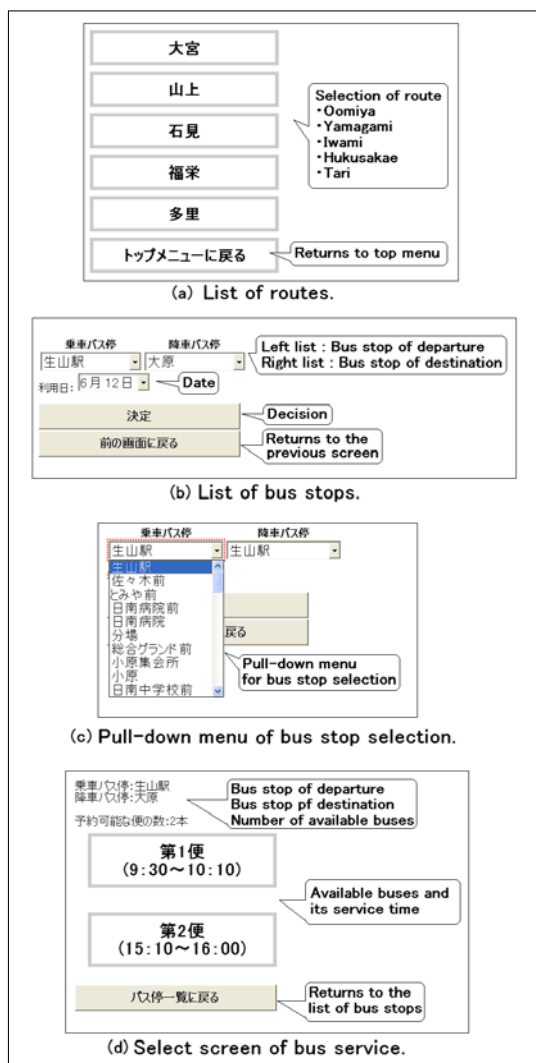 大宮
山上
石見
福栄
多里
トップメニューに戻る
Selection of route
・Oomiya
・Yamagami
・Iwami
・Hukusakae
・Tari
Returns to top menu
(a) List of routes.
乗車バス停 降車バス停
生山駅 大原
利用日: 6月12日
決定
前の画面に戻る
Left list : Bus stop of departure
Right list : Bus stop of destination
Date
Decision
Returns to the
previous screen
(b) List of bus stops.
乗車バス停 降車バス停
生山駅 生山駅
生山駅
佐々木前
とみや前
日南病院前
日南病院
分場
総合グランド前
小原集会所
小原
日南中学校前
戻る
Pull-down menu
for bus stop selection
(c) Pull-down menu of bus stop selection.
乗車バス停:生山駅
降車バス停:大原
予約可能な便の数:2本
Bus stop of departure
Bus stop pf destination
Number of available buses
第1便
(9:30～10:10)
第2便
(15:10～16:00)
Available buses and
its service time
バス停一覧に戻る
Returns to the
list of bus stops
(d) Select screen of bus service.